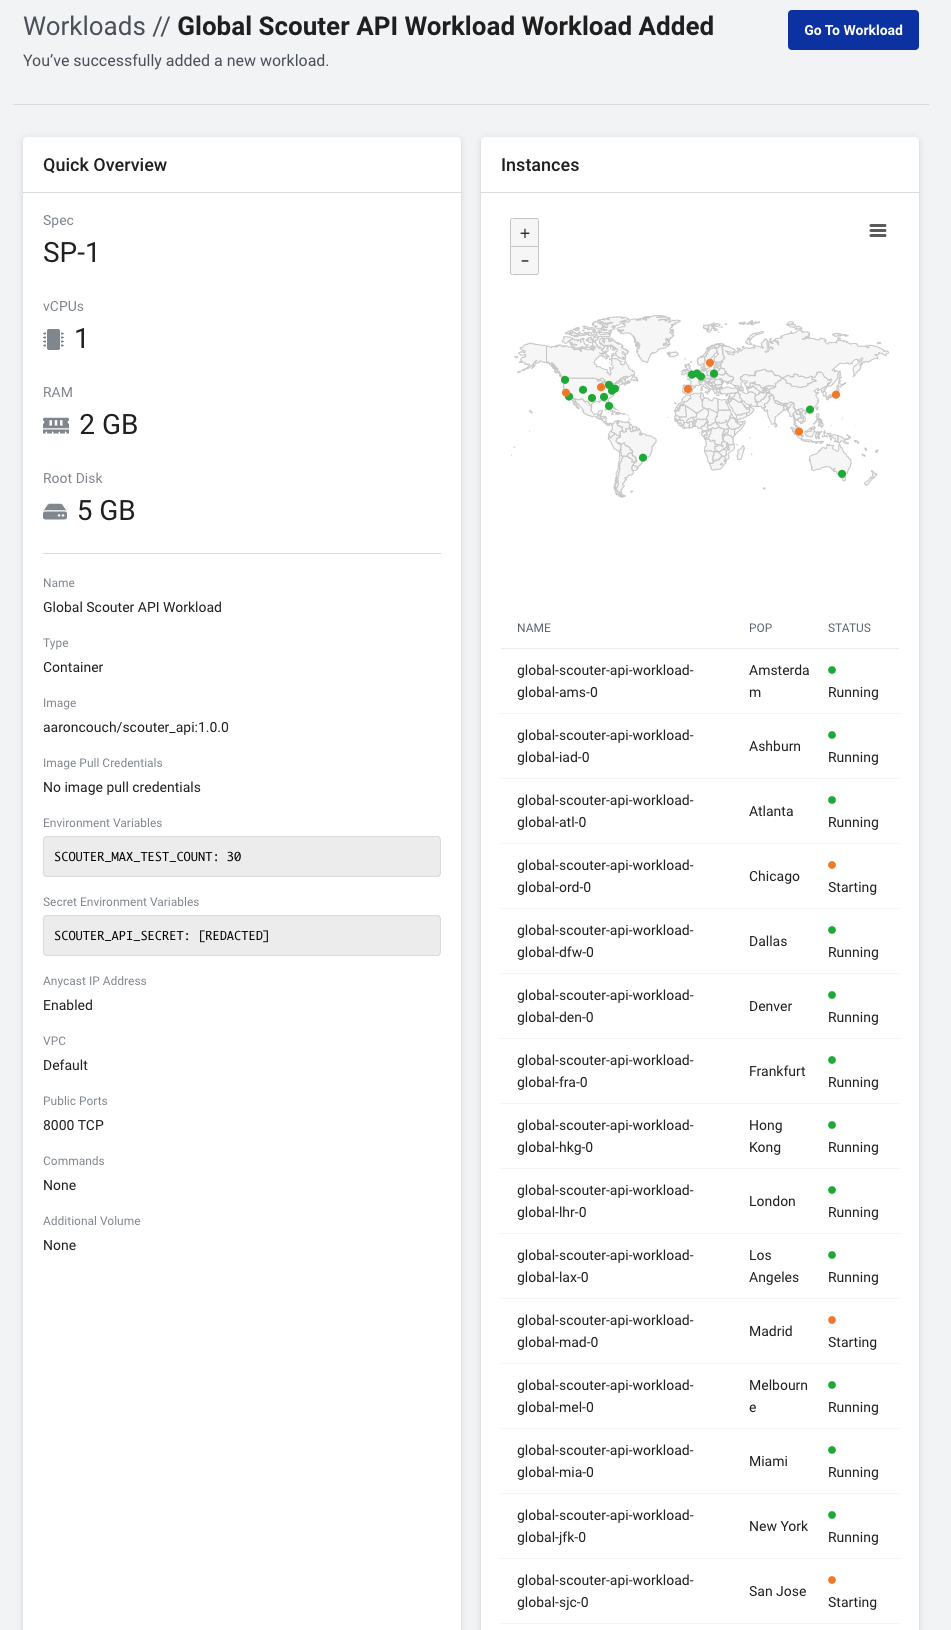 Workloads // Global Scouter API Workload Workload Added
Go To Workload
You've successfully added a new workload.
Quick Overview
Spec
SP-1
vCPUs
1
RAM
2 GB
Root Disk
5 GB
Name
Global Scouter API Workload
Type
Container
Image
aaroncouch/scouter_api:1.0.0
Image Pull Credentials
No image pull credentials
Environment Variables
SCOUTER_MAX_TEST_COUNT: 30
Secret Environment Variables
SCOUTER_API_SECRET: [REDACTED]
Anycast IP Address
Enabled
VPC
Default
Public Ports
8000 TCP
Commands
None
Additional Volume
None
Instances
+
−
NAME POP STATUS
global-scouter-api-workload-
global-ams-0
Amsterda
m
Running
global-scouter-api-workload-
global-iad-0
Ashburn
Running
global-scouter-api-workload-
global-atl-0
Atlanta
Running
global-scouter-api-workload-
global-ord-0
Chicago
Starting
global-scouter-api-workload-
global-dfw-0
Dallas
Running
global-scouter-api-workload-
global-den-0
Denver
Running
global-scouter-api-workload-
global-fra-0
Frankfurt
Running
global-scouter-api-workload-
global-hkg-0
Hong
Kong
Running
global-scouter-api-workload-
global-lhr-0
London
Running
global-scouter-api-workload-
global-lax-0
Los
Angeles
Running
global-scouter-api-workload-
global-mad-0
Madrid
Starting
global-scouter-api-workload-
global-mel-0
Melbourn
e
Running
global-scouter-api-workload-
global-mia-0
Miami
Running
global-scouter-api-workload-
global-jfk-0
New York
Running
global-scouter-api-workload-
global-sjc-0
San Jose
Starting